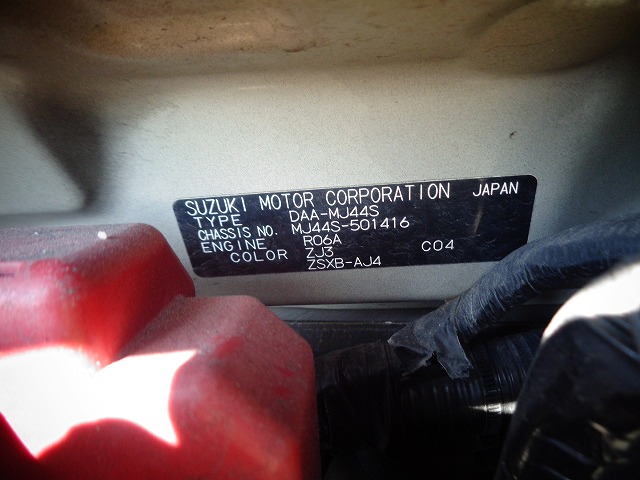 SUZUKI MOTOR CORPORATION JAPAN
TYPE DAA-MJ44S
CHASSIS NO. MJ44S-501416
ENGINE R06A C04
COLOR ZJ3
ZSXB-AJ4